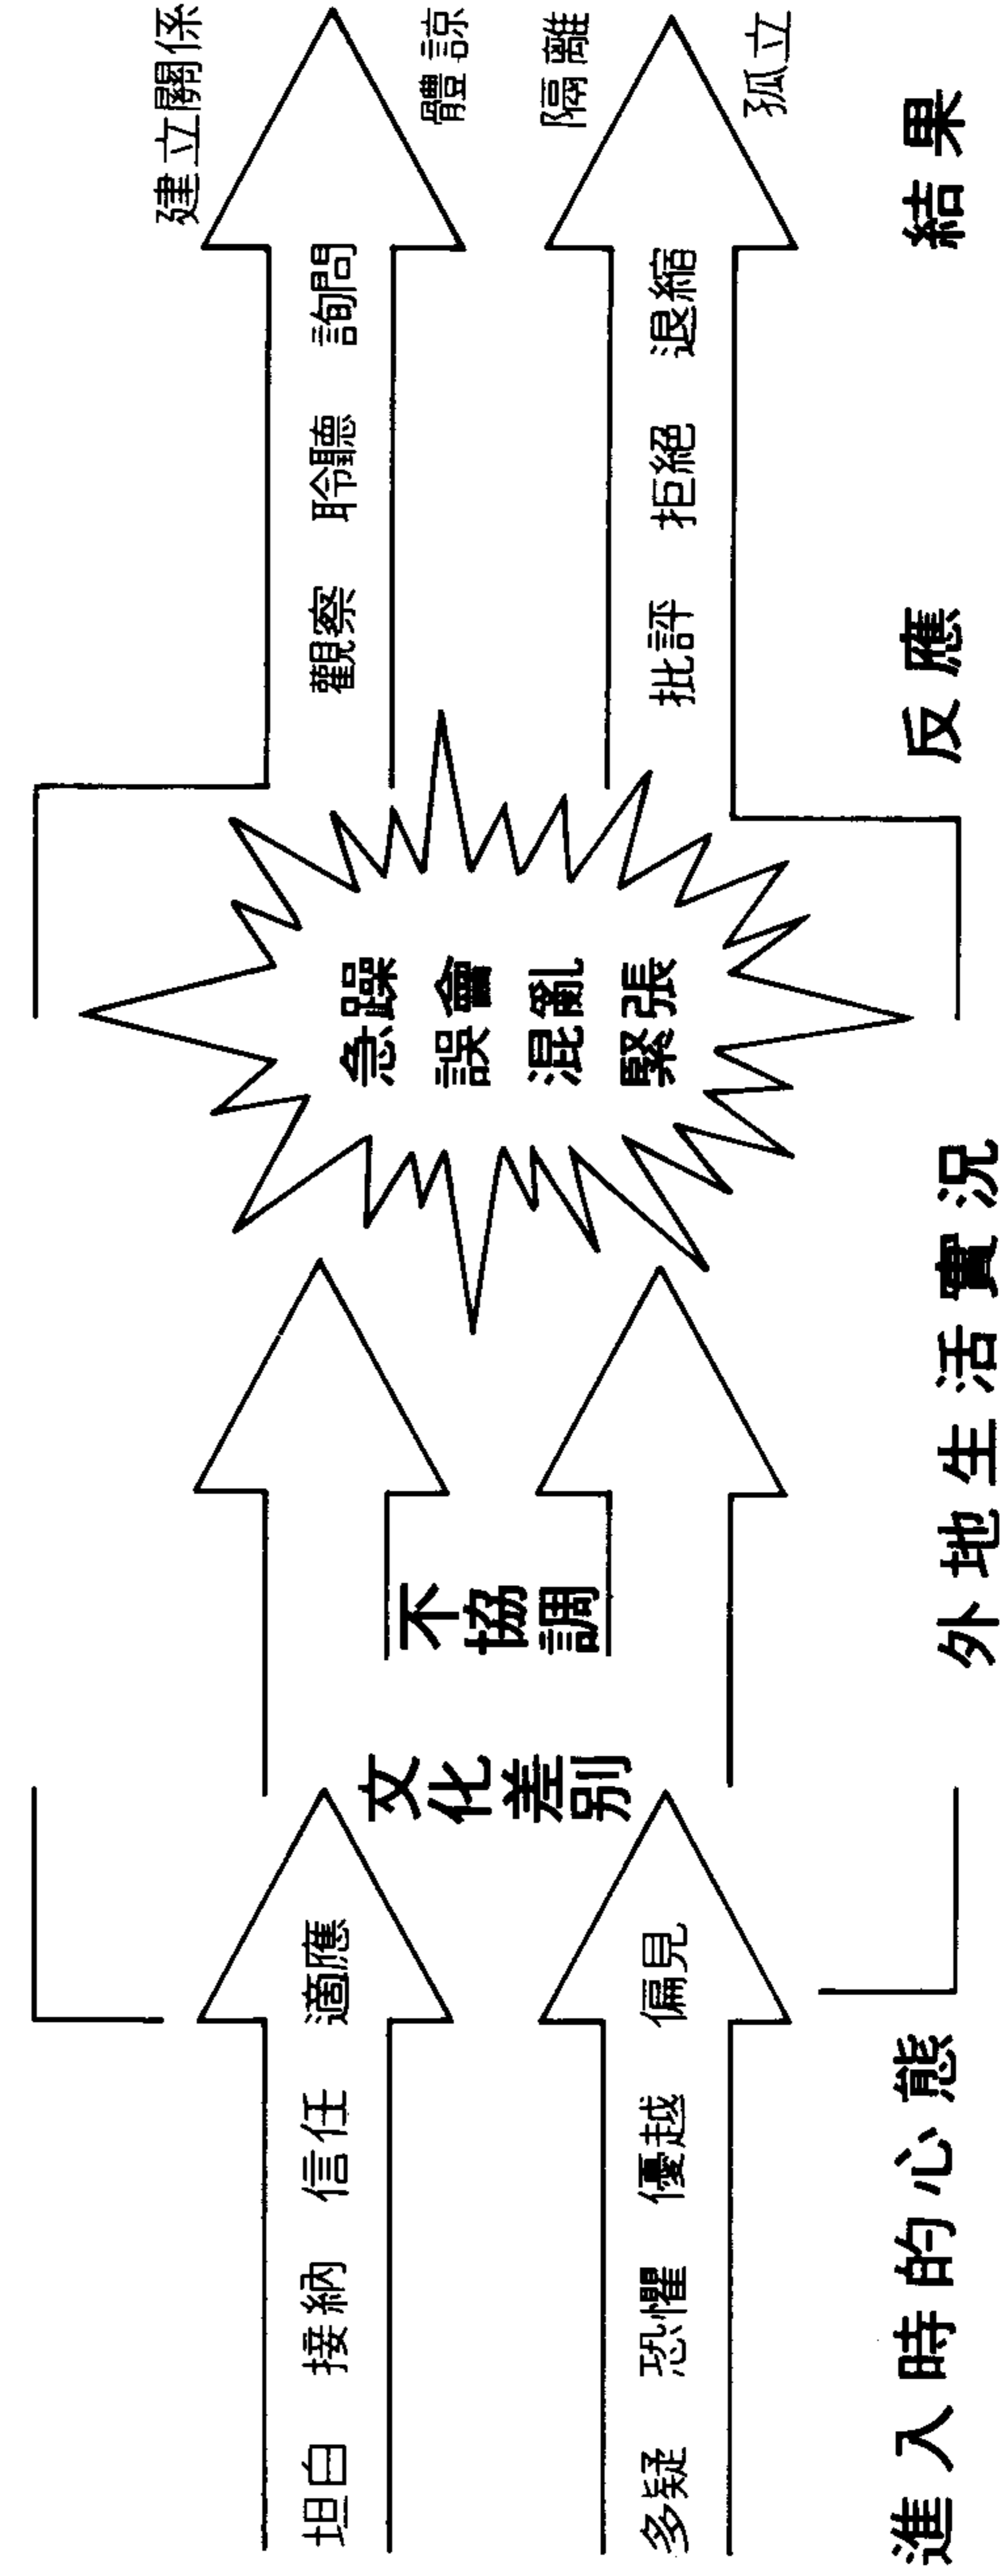 坦白 接納 信任 適應
多疑 恐懼 優越 偏見
進入時的心態
文化差別
不協調
外地生活實況
急躁
誤會
混亂
緊張
觀察 聆聽 詢問
批評 拒絕 退縮
反應
建立關係
體諒
隔離
孤立
結果